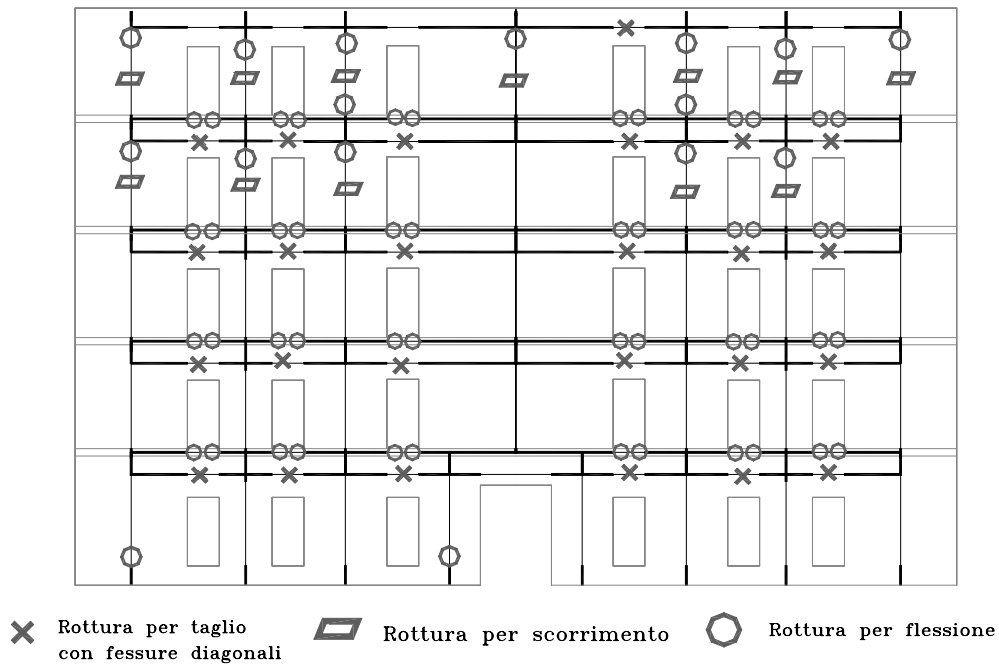 Rottura per taglio
con fessure diagonali
Rottura per scorrimento
Rottura per flessione